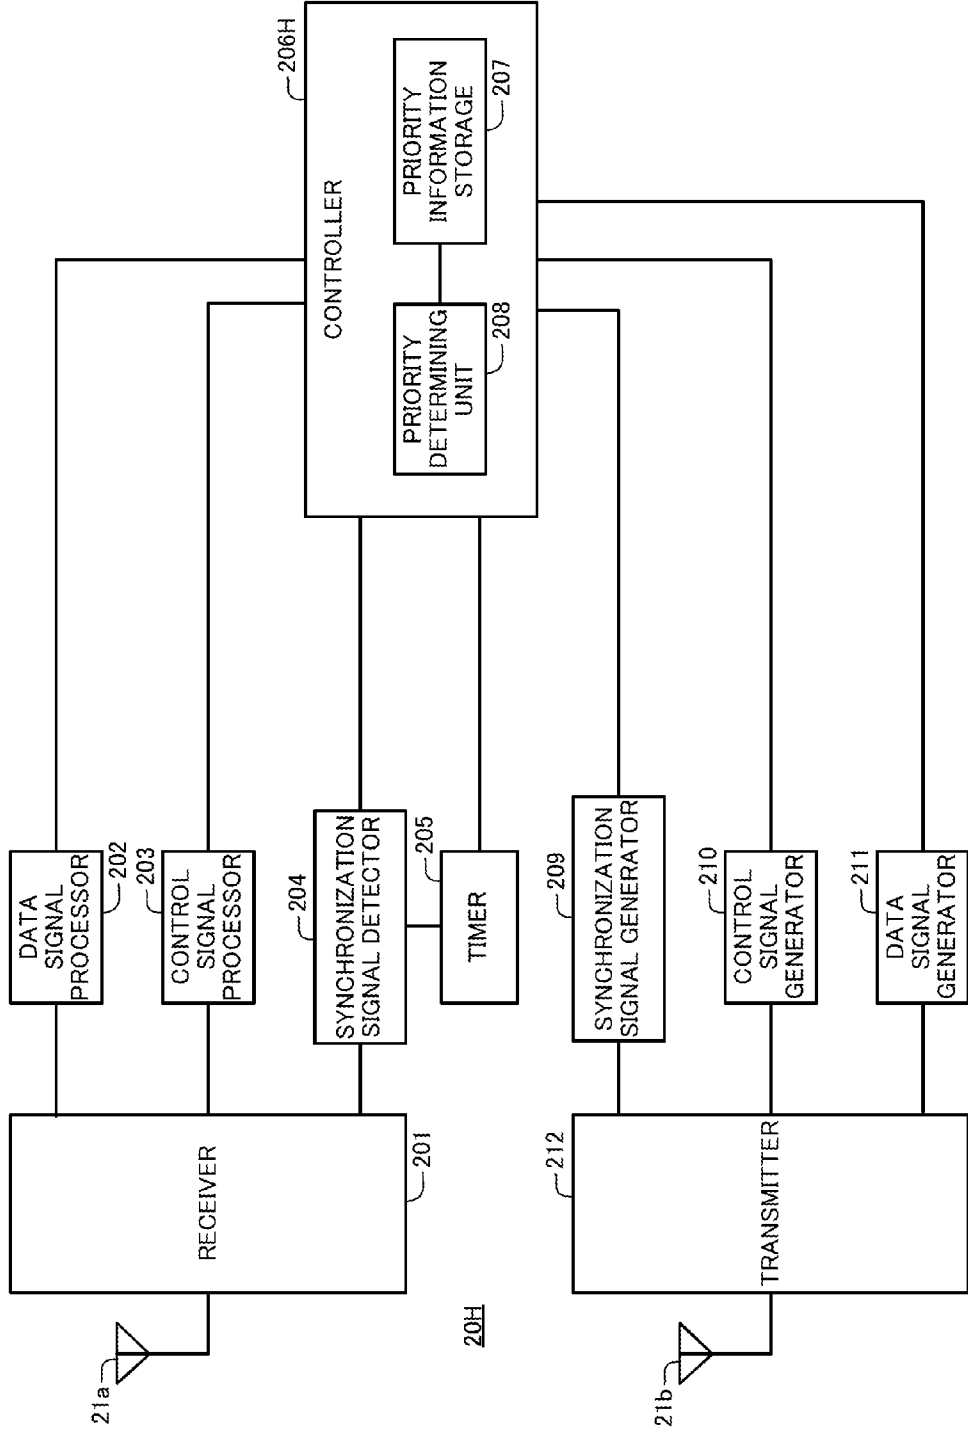 206H
CONTROLLER
PRIORITY
INFORMATION
STORAGE
207
PRIORITY
DETERMINING
UNIT
208
DATA
SIGNAL
PROCESSOR
202
CONTROL
SIGNAL
PROCESSOR
203
SYNCHRONIZATION
SIGNAL DETECTOR
204
TIMER
205
SYNCHRONIZATION
SIGNAL GENERATOR
209
CONTROL
SIGNAL
GENERATOR
210
DATA
SIGNAL
GENERATOR
211
RECEIVER
201
TRANSMITTER
212
21a
21b
20H